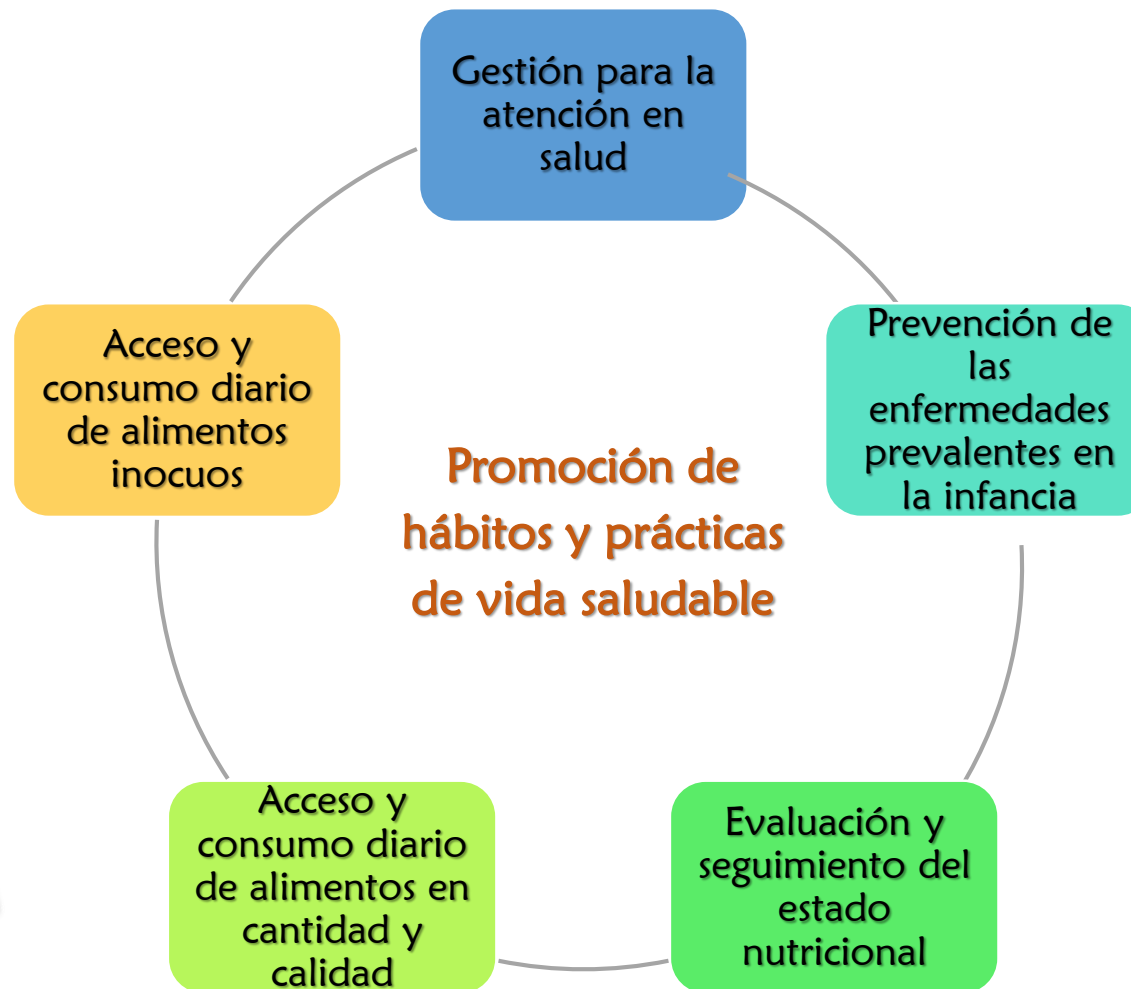 Gestión para la
atención en
salud
Prevención de
las
enfermedades
prevalentes en
la infancia
Evaluación y
seguimiento del
estado
nutricional
Acceso y
consumo diario
de alimentos en
cantidad y
calidad
Acceso y
consumo diario
de alimentos
inocuos
Promoción de
hábitos y prácticas
de vida saludable